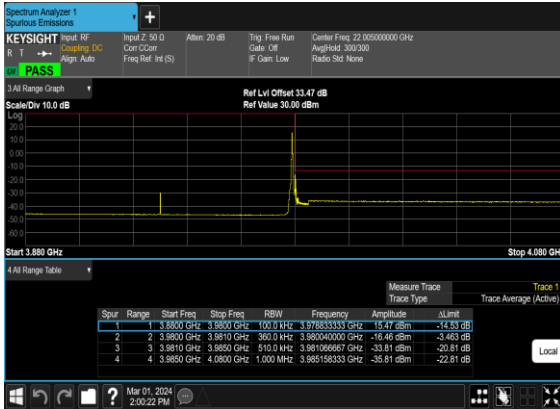 Spectrum Analyzer 1
Spurious Emissions
KEYSIGHT
R T
PASS
Input: RF
Coupling: DC
Align: Auto
Input Z: 50 Ω
Corr CCorr
Freq Ref: Int (S)
Atten: 20 dB
Trig: Free Run
Gate: Off
IF Gain: Low
Center Freq: 22.005000000 GHz
Avg|Hold: 300/300
Radio Std: None
3 All Range Graph
Ref Lvl Offset 33.47 dB
Scale/Div 10.0 dB
Ref Value 30.00 dBm
Log
20.0
10.0
0.00
-10.0
-20.0
-30.0
-40.0
-50.0
-60.0
Start 3.880 GHz
Stop 4.080 GH
4 All Range Table
Measure Trace Trace 1
Trace Type Trace Average (Active)
Spur Range Start Freq Stop Freq RBW Frequency Amplitude ΔLimit
1 1 3.8800 GHz 3.9800 GHz 100.0 kHz 3.978833333 GHz 15.47 dBm -14.53 dB
2 2 3.9800 GHz 3.9810 GHz 360.0 kHz 3.980040000 GHz -16.46 dBm -3.463 dB
3 3 3.9810 GHz 3.9850 GHz 510.0 kHz 3.981066667 GHz -33.81 dBm -20.81 dB
4 4 3.9850 GHz 4.0800 GHz 1.000 MHz 3.985158333 GHz -35.81 dBm -22.81 dB
Local
Mar 01, 2024
2:00:22 PM